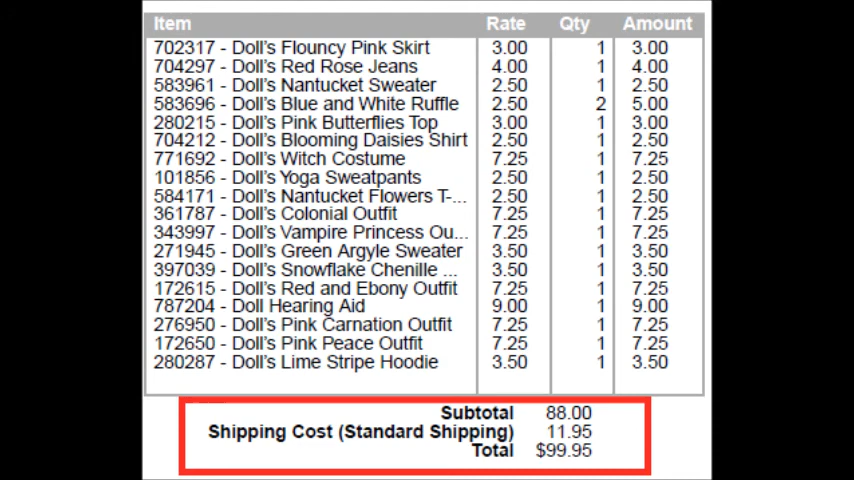 Item Rate Qty Amount
702317 - Doll's Flouncy Pink Skirt 3.00 1 3.00
704297 - Doll's Red Rose Jeans 4.00 1 4.00
583961 - Doll's Nantucket Sweater 2.50 1 2.50
583696 - Doll's Blue and White Ruffle 2.50 2 5.00
280215 - Doll's Pink Butterflies Top 3.00 1 3.00
704212 - Doll's Blooming Daisies Shirt 2.50 1 2.50
771692 - Doll's Witch Costume 7.25 1 7.25
101856 - Doll's Yoga Sweatpants 2.50 1 2.50
584171 - Doll's Nantucket Flowers T-... 2.50 1 2.50
361787 - Doll's Colonial Outfit 7.25 1 7.25
343997 - Doll's Vampire Princess Ou... 7.25 1 7.25
271945 - Doll's Green Argyle Sweater 3.50 1 3.50
397039 - Doll's Snowflake Chenille ... 3.50 1 3.50
172615 - Doll's Red and Ebony Outfit 7.25 1 7.25
787204 - Doll Hearing Aid 9.00 1 9.00
276950 - Doll's Pink Carnation Outfit 7.25 1 7.25
172650 - Doll's Pink Peace Outfit 7.25 1 7.25
280287 - Doll's Lime Stripe Hoodie 3.50 1 3.50
Subtotal 88.00
Shipping Cost (Standard Shipping) 11.95
Total $99.95